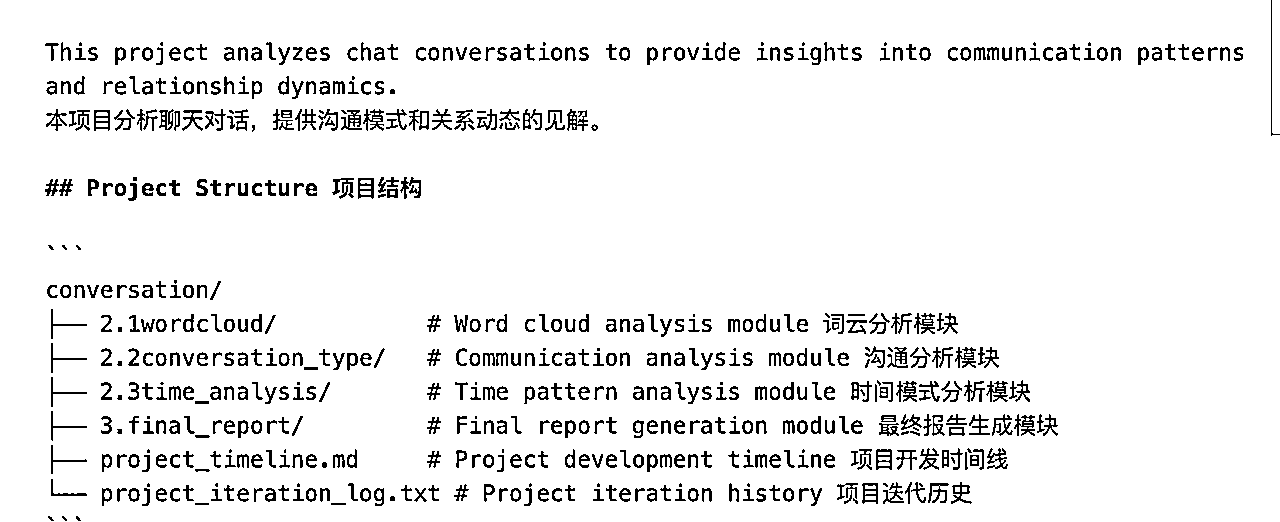 This project analyzes chat conversations to provide insights into communication patterns
and relationship dynamics.
本项目分析聊天对话，提供沟通模式和关系动态的见解。
## Project Structure 项目结构
```
conversation/
├── 2.1wordcloud/           # Word cloud analysis module 词云分析模块
├── 2.2conversation_type/   # Communication analysis module 沟通分析模块
├── 2.3time_analysis/       # Time pattern analysis module 时间模式分析模块
├── 3.final_report/         # Final report generation module 最终报告生成模块
├── project_timeline.md     # Project development timeline 项目开发时间线
└── project_iteration_log.txt # Project iteration history 项目迭代历史
```